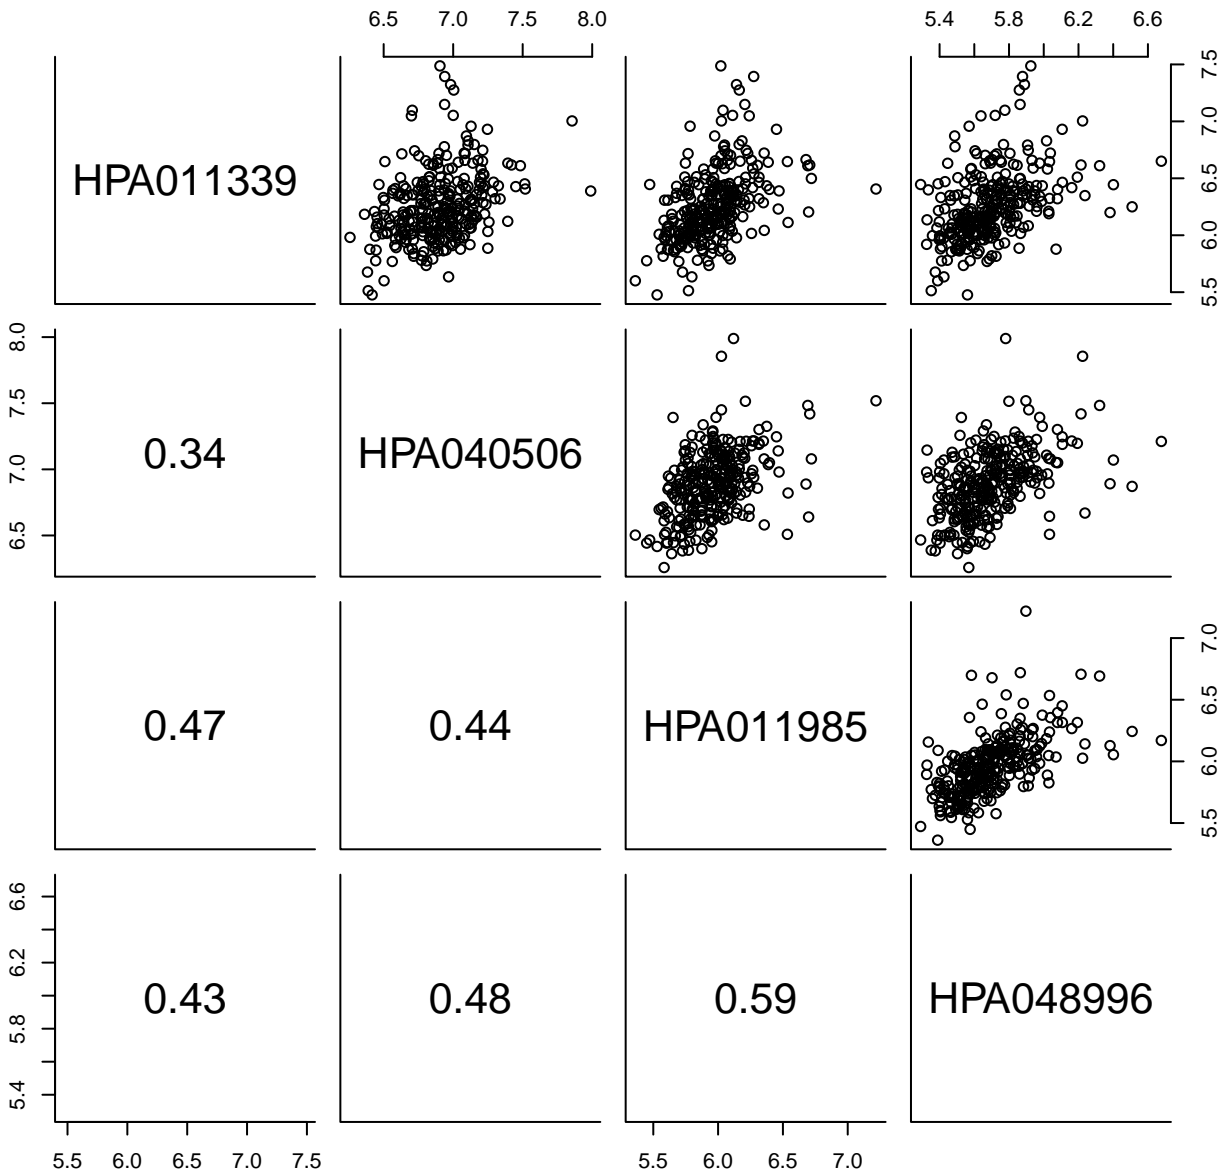 6.5 7.0 7.5 8.0 5.4 5.8 6.2 6.6
HPA011339
5.5 6.0 6.5 7.0 7.5
6.5 7.0 7.5 8.0
0.34 HPA040506
0.47 0.44 HPA011985
5.5 6.0 6.5 7.0
5.4 5.8 6.2 6.6
0.43 0.48 0.59 HPA048996
5.5 6.0 6.5 7.0 7.5 5.5 6.0 6.5 7.0